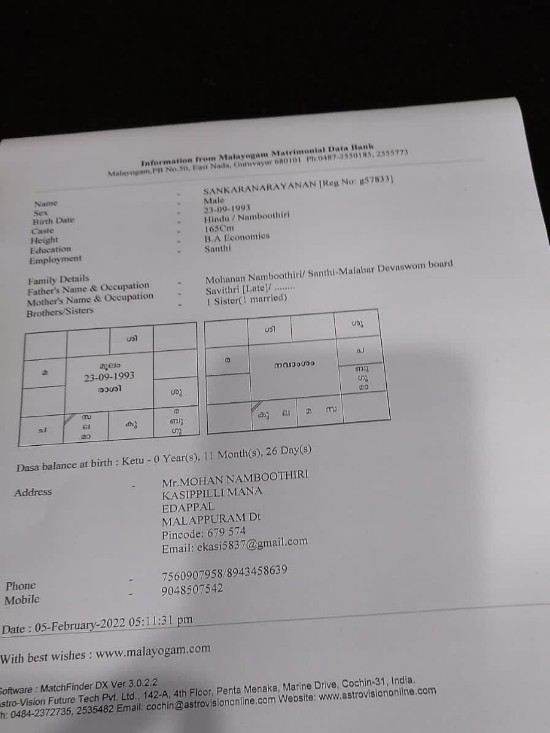 Information from Malayogam Matrimonial Data Bank
Malayogam,PB No.50, East Nada, Guruvayur 680101 Ph:0487-2550185, 2555773
Name - SANKARANARAYANAN [Reg No: g57833]
Sex - Male
Birth Date - 23-09-1993
Caste - Hindu / Namboothiri
Height - 165Cm
Education - B.A Economics
Employment - Santhi
Family Details
Father's Name & Occupation - Mohanan Namboothiri/ Santhi-Malabar Devaswom board
Mother's Name & Occupation - Savithri [Late]/ ........
Brothers/Sisters - 1 Sister(1 married)
ശി
മൂലം
23-09-1993
രാശി
ശു
സ
ല
മാ
കു
ശി
ശു
നവാംശം
ച
കു ല മ
Dasa balance at birth : Ketu - 0 Year(s), 11 Month(s), 26 Day(s)
Address - Mr.MOHAN NAMBOOTHIRI
KASIPPILLI MANA
EDAPPAL
MALAPPURAM Dt
Pincode: 679 574
Email: ekasi5837@gmail.com
Phone - 7560907958/8943458639
Mobile - 9048507542
Date : 05-February-2022 05:11:31 pm
With best wishes : www.malayogam.com
Software : MatchFinder DX Ver 3.0.2.2
Astro-Vision Future Tech Pvt. Ltd., 142-A, 4th Floor, Penta Menaka, Marine Drive, Cochin-31, India.
Ph: 0484-2372735, 2535482 Email: cochin@astrovisiononline.com Website: www.astrovisiononline.com